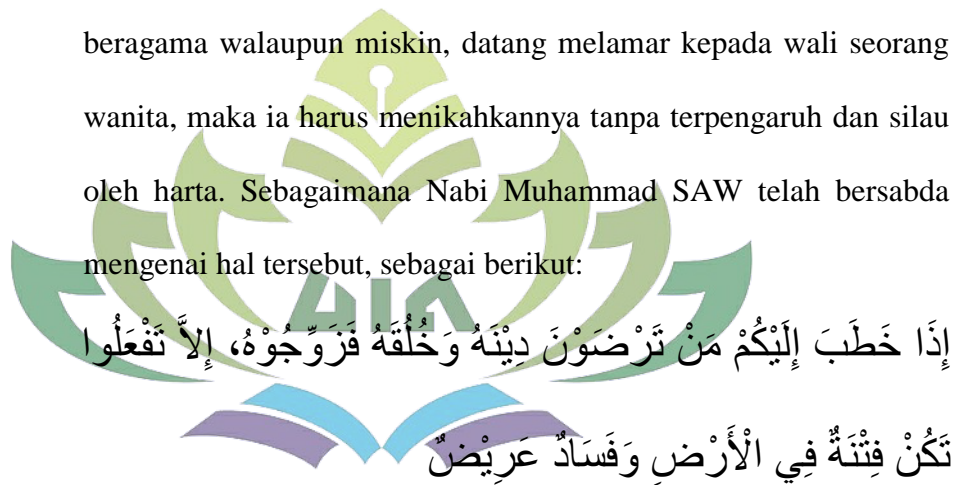 beragama walaupun miskin, datang melamar kepada wali seorang
wanita, maka ia harus menikahkannya tanpa terpengaruh dan silau
oleh harta. Sebagaimana Nabi Muhammad SAW telah bersabda
mengenai hal tersebut, sebagai berikut:
إِذَا خَطَبَ إِلَيْكُمْ مَنْ تَرْضَوْنَ دِيْنَهُ وَخُلُقَهُ فَزَوِّجُوْهُ، إِلاَّ تَفْعَلُوا
تَكُنْ فِتْنَةٌ فِي الْأَرْضِ وَفَسَادٌ عَرِيْضٌ